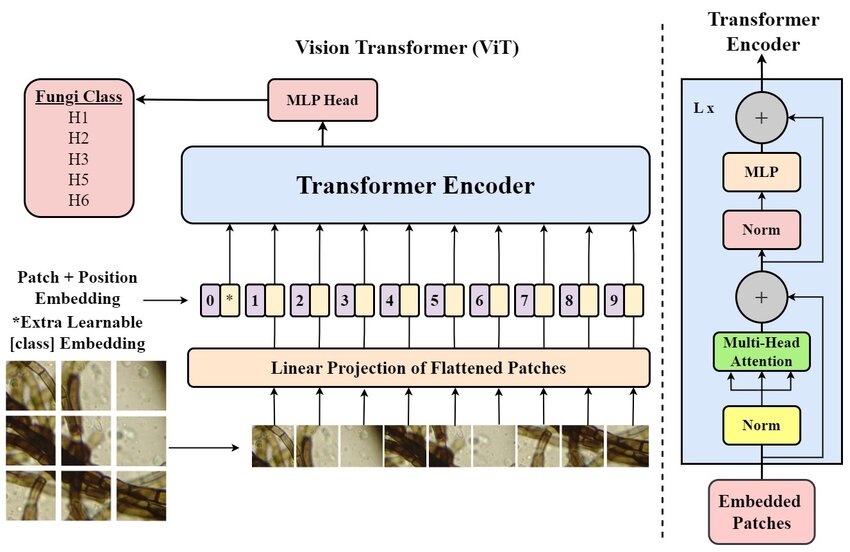 Vision Transformer (ViT)
Fungi Class
H1
H2
H3
H5
H6
MLP Head
Transformer Encoder
Patch + Position
Embedding
*Extra Learnable
[class] Embedding
0 * 1 2 3 4 5 6 7 8 9
Linear Projection of Flattened Patches
Transformer
Encoder
L x
+
MLP
Norm
+
Multi-Head
Attention
Norm
Embedded
Patches